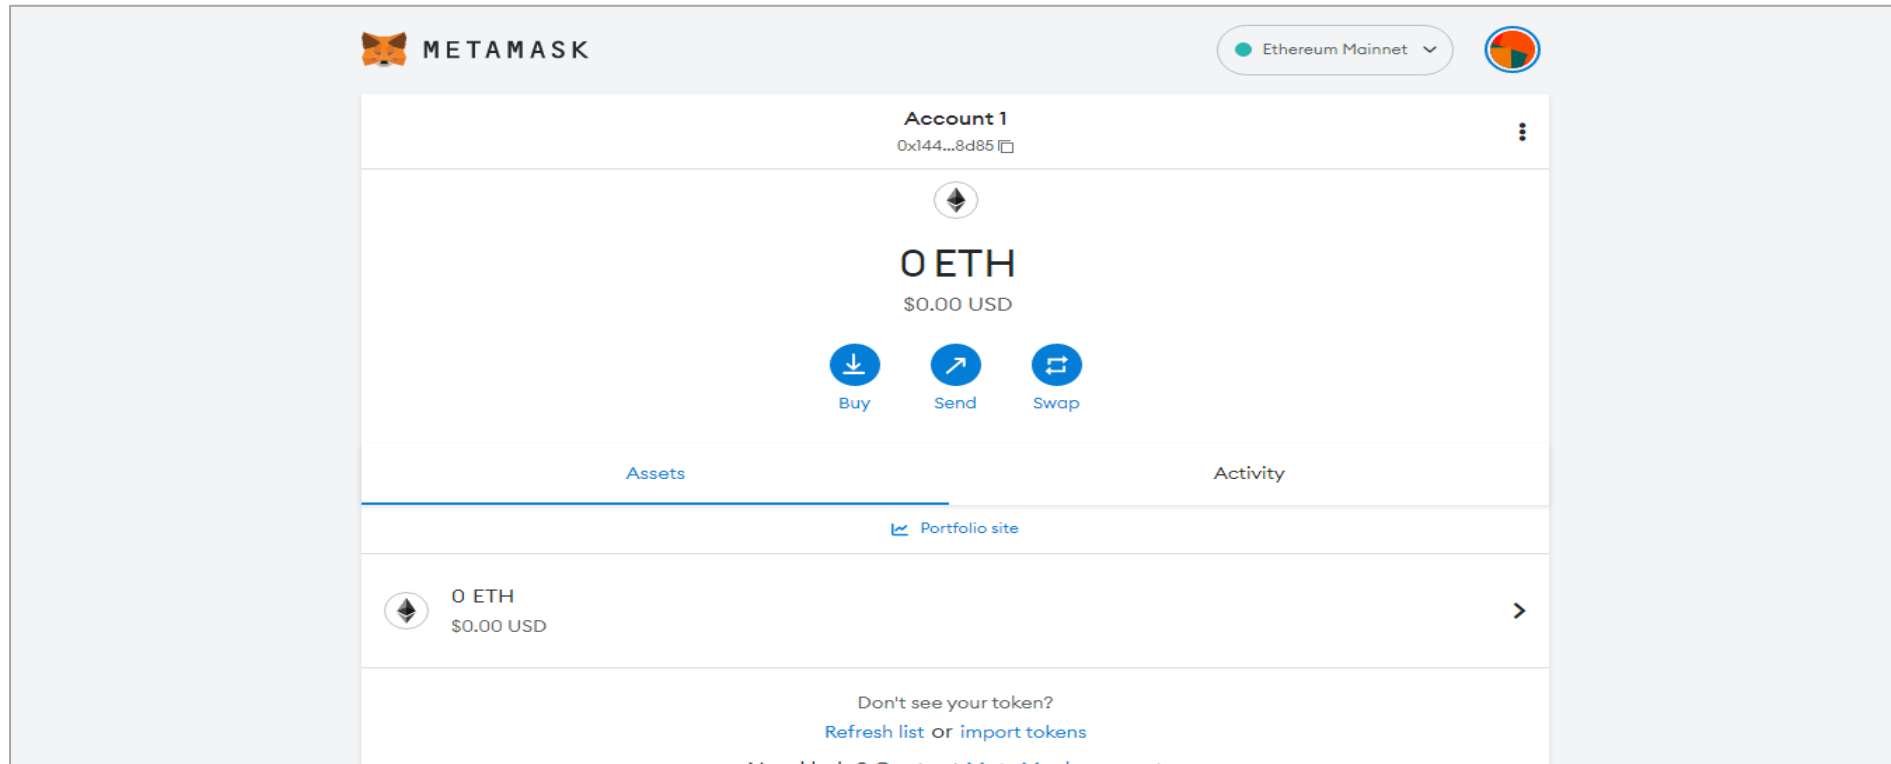 METAMASK
Ethereum Mainnet
Account 1
0x144...8d85
0 ETH
$0.00 USD
Buy Send Swap
Assets Activity
Portfolio site
0 ETH
$0.00 USD
Don't see your token?
Refresh list or import tokens